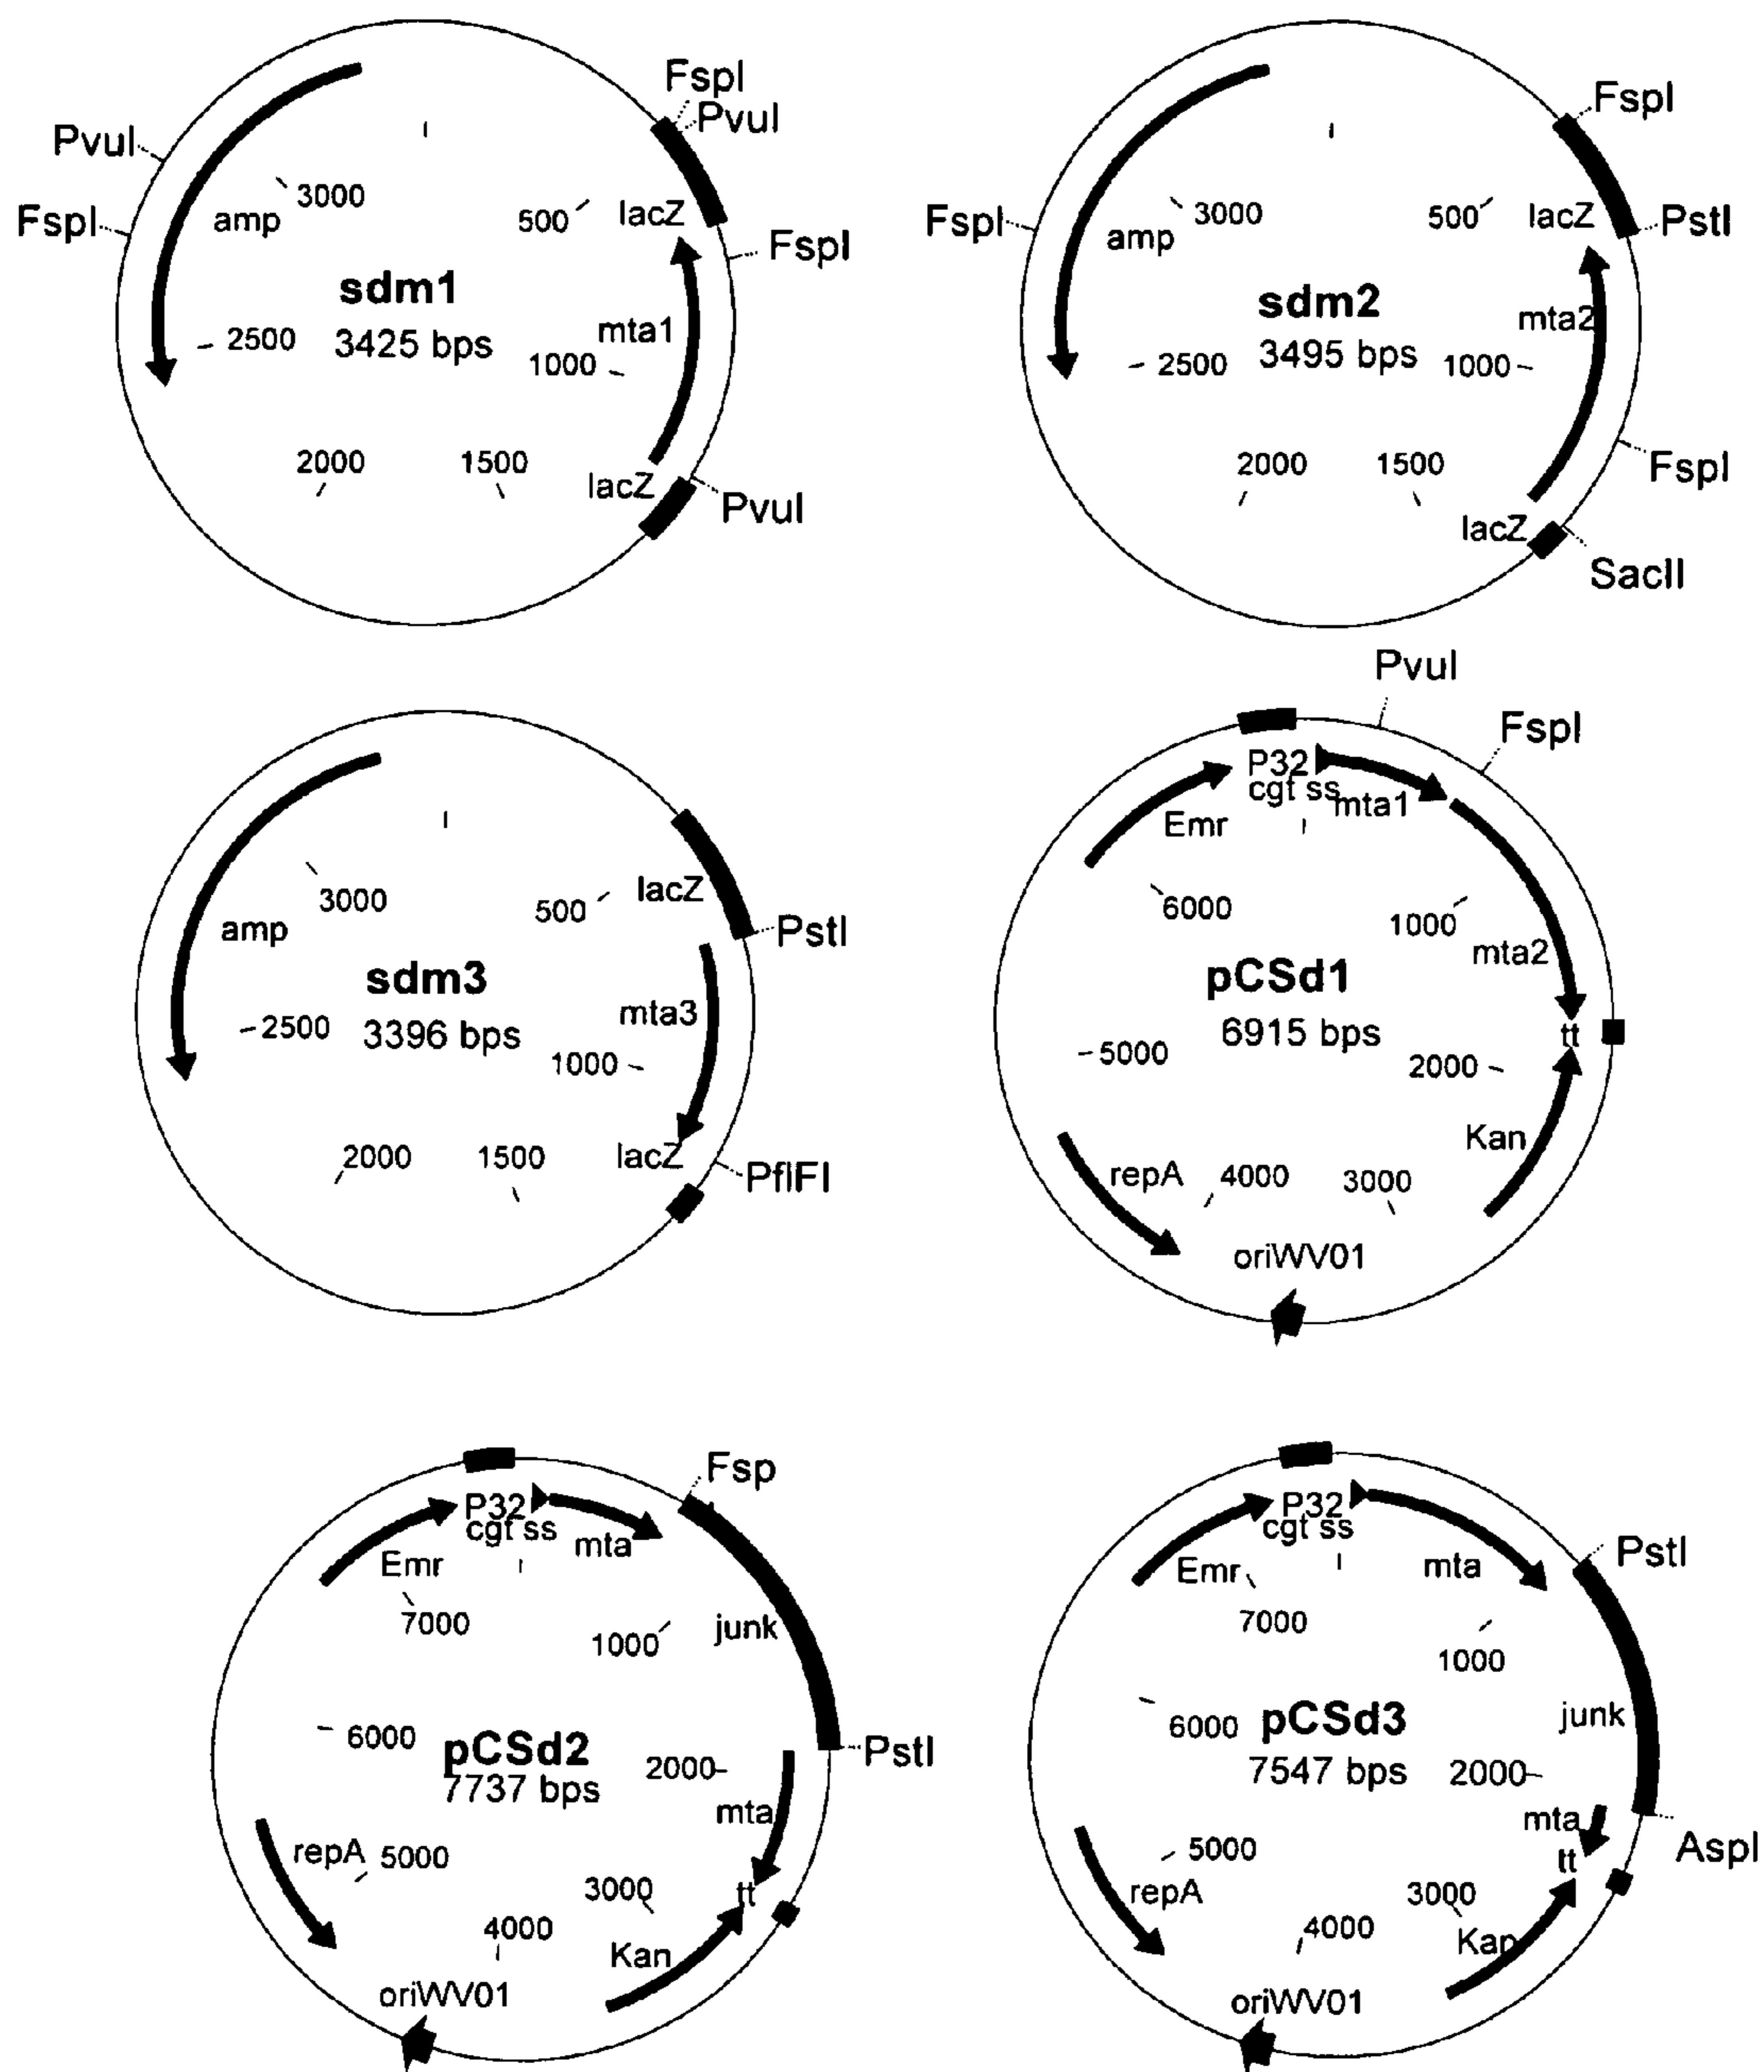 FspI
PvuI
PvuI
FspI
3000
amp
500
lacZ
FspI
sdm1
3425 bps
2500
mta1
1000
2000
1500
lacZ
PvuI
FspI
FspI
3000
amp
500
lacZ
PstI
sdm2
3495 bps
mta2
2500
1000
2000
1500
FspI
lacZ
SacII
3000
amp
500
lacZ
PstI
sdm3
3396 bps
2500
mta3
1000
2000
1500
lacZ
PflFI
PvuI
FspI
P32
cgt ss
mta1
Emr
6000
1000
mta2
pCSd1
6915 bps
tt
5000
2000
Kan
repA
4000
3000
oriWV01
Fsp
P32
cgt ss
mta
Emr
7000
1000
junk
6000
pCSd2
7737 bps
2000
PstI
mta
repA
5000
3000
tt
4000
Kan
oriWV01
P32
cgt ss
PstI
Emr
mta
7000
1000
junk
6000
pCSd3
7547 bps
2000
mta
AspI
tt
5000
repA
3000
4000
Kan
oriWV01